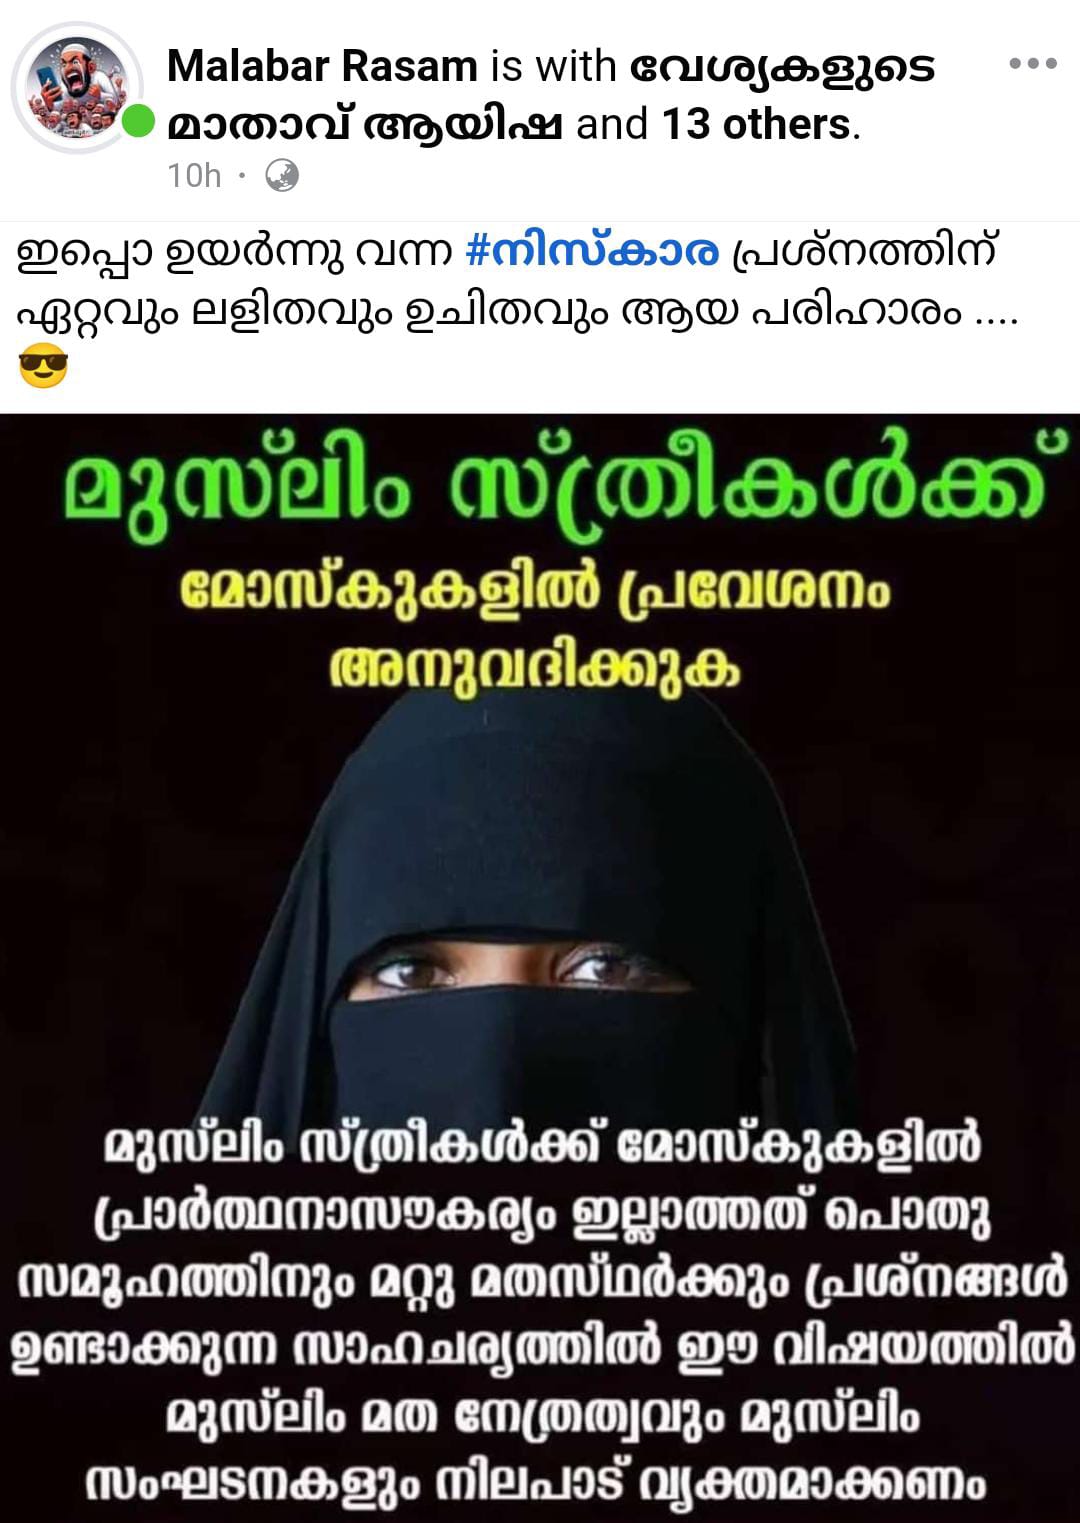 Malabar Rasam is with വേശ്യകളുടെ
മാതാവ് ആയിഷ and 13 others.
10h ·
ഇപ്പൊ ഉയർന്നു വന്ന #നിസ്കാര പ്രശ്നത്തിന്
ഏറ്റവും ലളിതവും ഉചിതവും ആയ പരിഹാരം ....
😎
മുസ്ലിം സ്ത്രീകൾക്ക്
മോസ്കുകളിൽ പ്രവേശനം
അനുവദിക്കുക
മുസ്ലിം സ്ത്രീകൾക്ക് മോസ്കുകളിൽ
പ്രാർത്ഥനാസൗകര്യം ഇല്ലാത്തത് പൊതു
സമൂഹത്തിനും മറ്റു മതസ്ഥർക്കും പ്രശ്നങ്ങൾ
ഉണ്ടാക്കുന്ന സാഹചര്യത്തിൽ ഈ വിഷയത്തിൽ
മുസ്ലിം മത നേത്രത്വവും മുസ്ലിം
സംഘടനകളും നിലപാട് വ്യക്തമാക്കണം